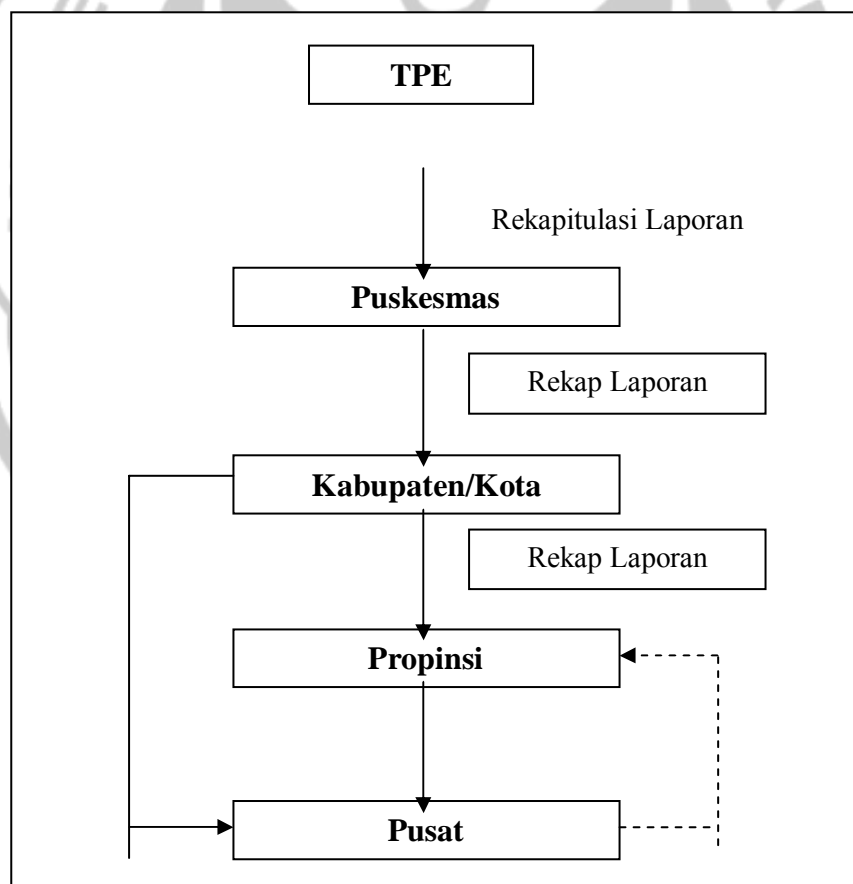 TPE
Rekapitulasi Laporan
Puskesmas
Rekap Laporan
Kabupaten/Kota
Rekap Laporan
Propinsi
Pusat